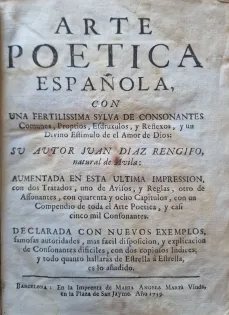 ARTE
POETICA
ESPAÑOLA,
CON
UNA FERTILISSIMA SYLVA DE CONSONANTES
Comunes, Proprios, Esdruxulos, y Reflexos, y un
Divino Estimulo de el Amor de Dios:
SU AUTOR JUAN DIAZ RENGIFO,
natural de Avila:
AUMENTADA EN ESTA ULTIMA IMPRESSION,
con dos Tratados, uno de Avisos, y Reglas, otro de
Assonantes, con quarenta y ocho Capitulos, con un
Compendio de toda el Arte Poetica, y casi
cinco mil Consonantes.
DECLARADA CON NUEVOS EXEMPLOS,
famosas autoridades, mas facil disposicion, y explicacion
de Consonantes dificiles, con dos copiosos Indices,
y todo quanto hallarás de Estrella à Estrella,
es lo añadido.
BARCELONA: En la Imprenta de MARIA ANGELA MARTI Viuda,
en la Plaza de San Jayme. Año 1759.